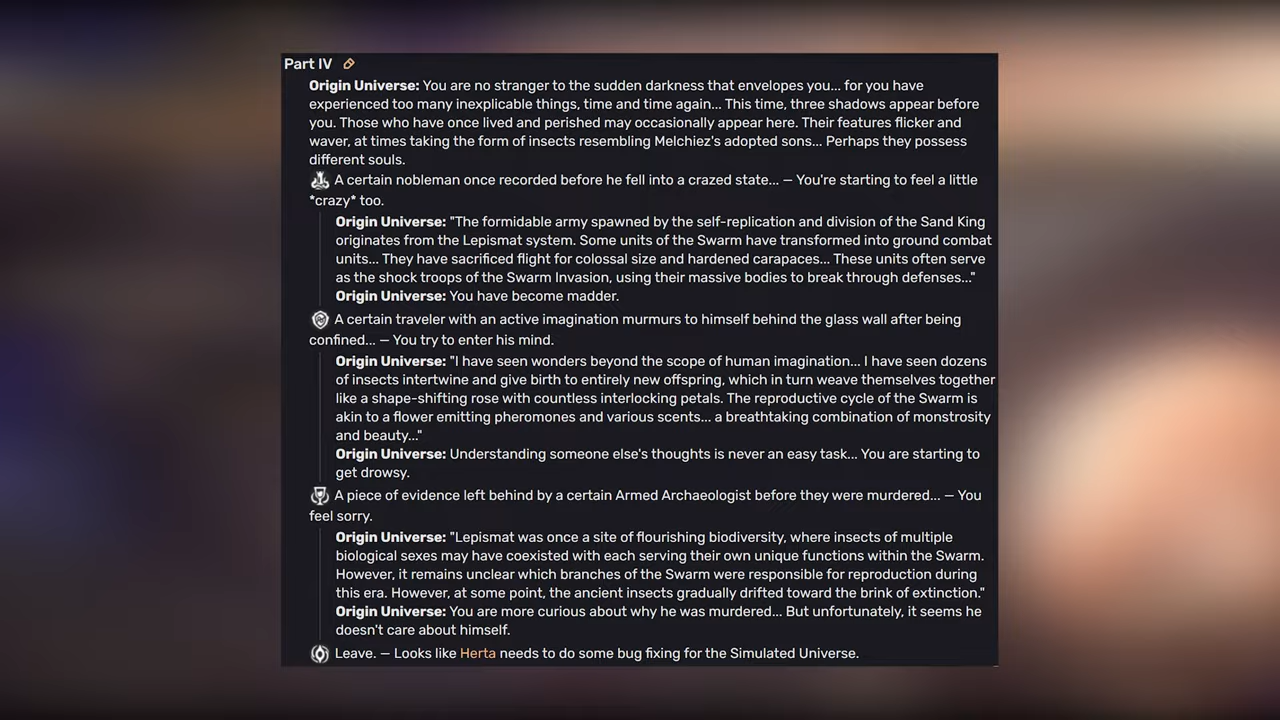 Part IV
Origin Universe: You are no stranger to the sudden darkness that envelopes you... for you have
experienced too many inexplicable things, time and time again... This time, three shadows appear before
you. Those who have once lived and perished may occasionally appear here. Their features flicker and
waver, at times taking the form of insects resembling Melchiez's adopted sons... Perhaps they possess
different souls.
A certain nobleman once recorded before he fell into a crazed state... — You're starting to feel a little
*crazy* too.
Origin Universe: "The formidable army spawned by the self-replication and division of the Sand King
originates from the Lepismat system. Some units of the Swarm have transformed into ground combat
units... They have sacrificed flight for colossal size and hardened carapaces... These units often serve
as the shock troops of the Swarm Invasion, using their massive bodies to break through defenses..."
Origin Universe: You have become madder.
A certain traveler with an active imagination murmurs to himself behind the glass wall after being
confined... — You try to enter his mind.
Origin Universe: "I have seen wonders beyond the scope of human imagination... I have seen dozens
of insects intertwine and give birth to entirely new offspring, which in turn weave themselves together
like a shape-shifting rose with countless interlocking petals. The reproductive cycle of the Swarm is
akin to a flower emitting pheromones and various scents... a breathtaking combination of monstrosity
and beauty..."
Origin Universe: Understanding someone else's thoughts is never an easy task... You are starting to
get drowsy.
A piece of evidence left behind by a certain Armed Archaeologist before they were murdered... — You
feel sorry.
Origin Universe: "Lepismat was once a site of flourishing biodiversity, where insects of multiple
biological sexes may have coexisted with each serving their own unique functions within the Swarm.
However, it remains unclear which branches of the Swarm were responsible for reproduction during
this era. However, at some point, the ancient insects gradually drifted toward the brink of extinction."
Origin Universe: You are more curious about why he was murdered... But unfortunately, it seems he
doesn't care about himself.
Leave. — Looks like Herta needs to do some bug fixing for the Simulated Universe.